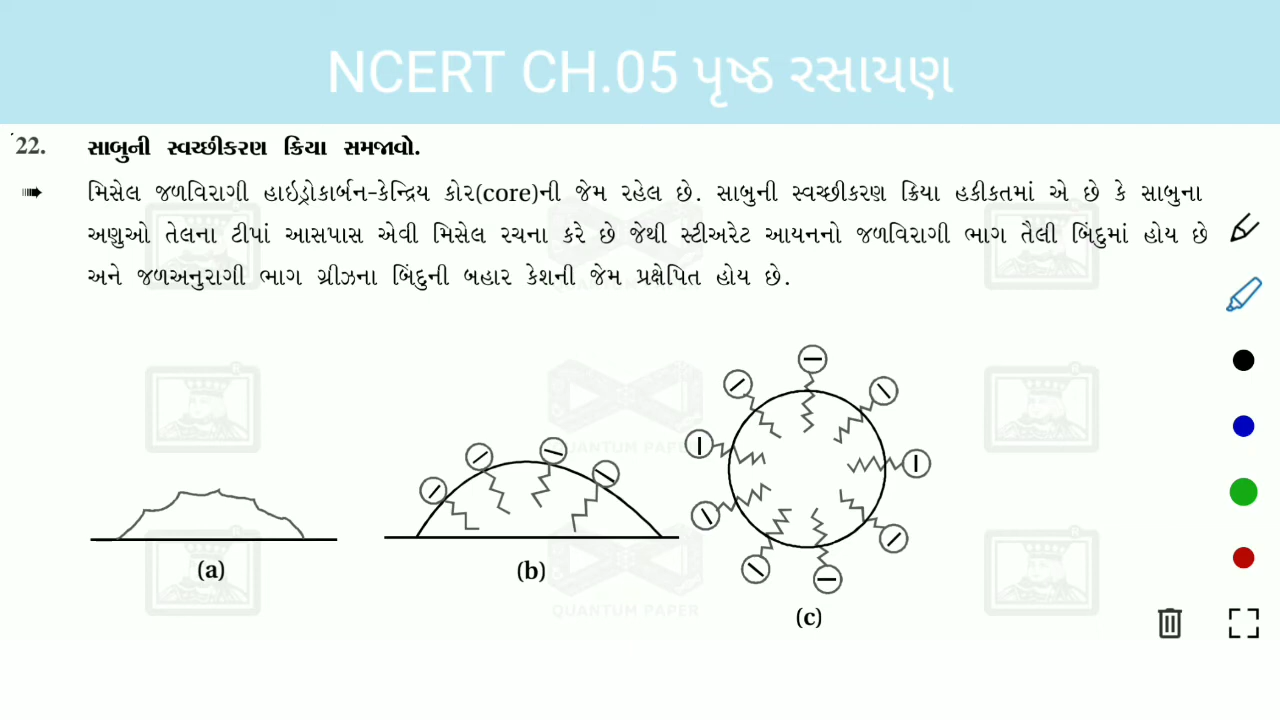 NCERT CH.05 પૃષ્ઠ રસાયણ
22. સાબુની સ્વચ્છીકરણ ક્રિયા સમજાવો.
મિસેલ જળવિરાગી હાઇડ્રોકાર્બન-કેન્દ્રિય કોર(core)ની જેમ રહેલ છે. સાબુની સ્વચ્છીકરણ ક્રિયા હકીકતમાં એ છે કે સાબુના
અણુઓ તેલના ટીપાં આસપાસ એવી મિસેલ રચના કરે છે જેથી સ્ટીઅરેટ આયનનો જળવિરાગી ભાગ તૈલી બિંદુમાં હોય છે
અને જળઅનુરાગી ભાગ ગ્રીઝના બિંદુની બહાર કેશની જેમ પ્રક્ષેપિત હોય છે.
QUANTUM PAPER
(a)
(b)
QUANTUM PAPER
(c)